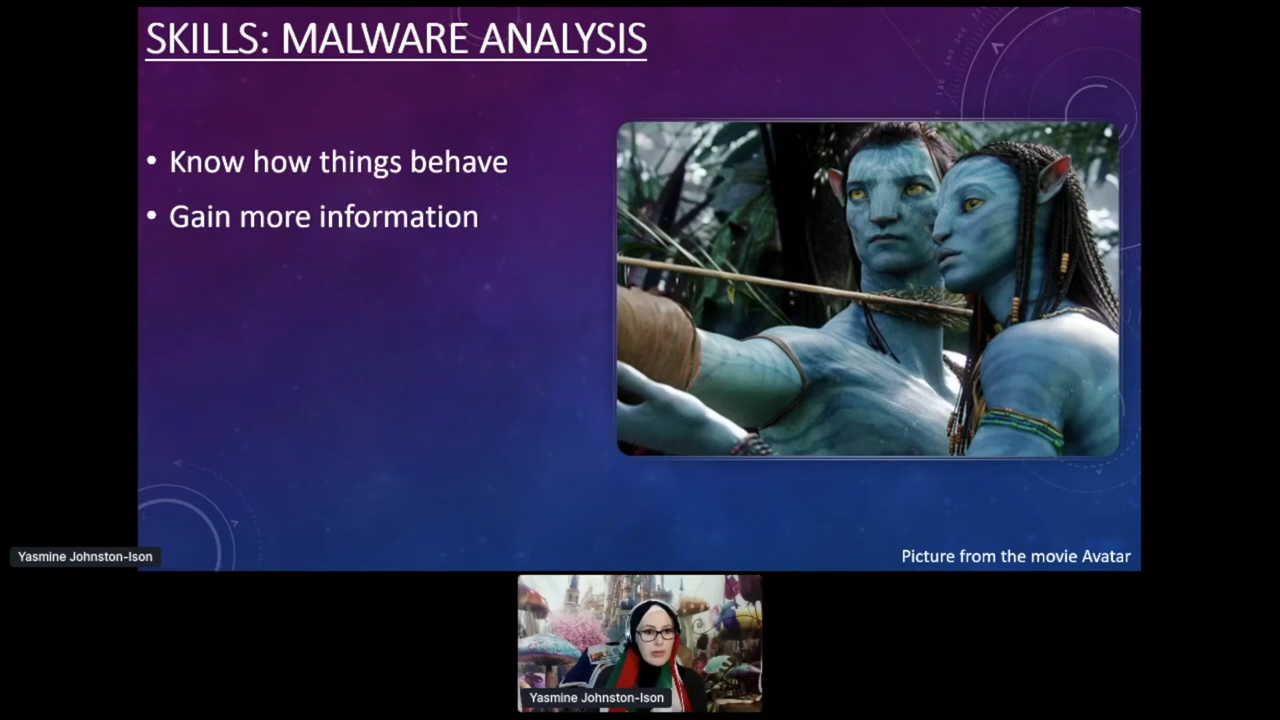 SKILLS: MALWARE ANALYSIS
• Know how things behave
• Gain more information
Picture from the movie Avatar
Yasmine Johnston-Ison
Yasmine Johnston-Ison